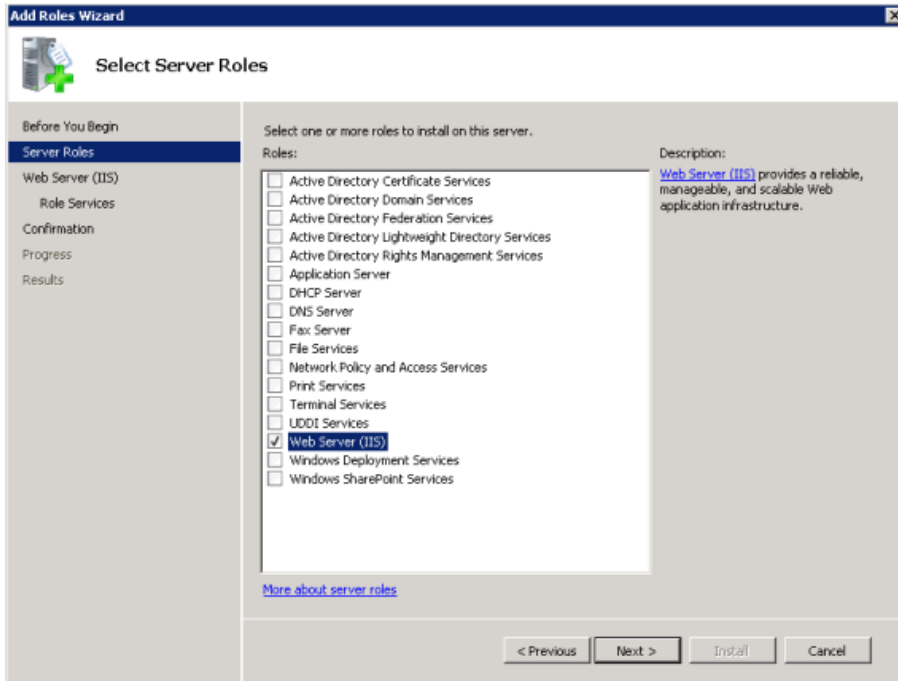 Add Roles Wizard
Select Server Roles
Before You Begin
Server Roles
Web Server (IIS)
Role Services
Confirmation
Progress
Results
Select one or more roles to install on this server.
Roles:
Active Directory Certificate Services
Active Directory Domain Services
Active Directory Federation Services
Active Directory Lightweight Directory Services
Active Directory Rights Management Services
Application Server
DHCP Server
DNS Server
Fax Server
File Services
Network Policy and Access Services
Print Services
Terminal Services
UDDI Services
Web Server (IIS)
Windows Deployment Services
Windows SharePoint Services
More about server roles
Description:
Web Server (IIS) provides a reliable,
manageable, and scalable Web
application infrastructure.
< Previous
Next >
Install
Cancel